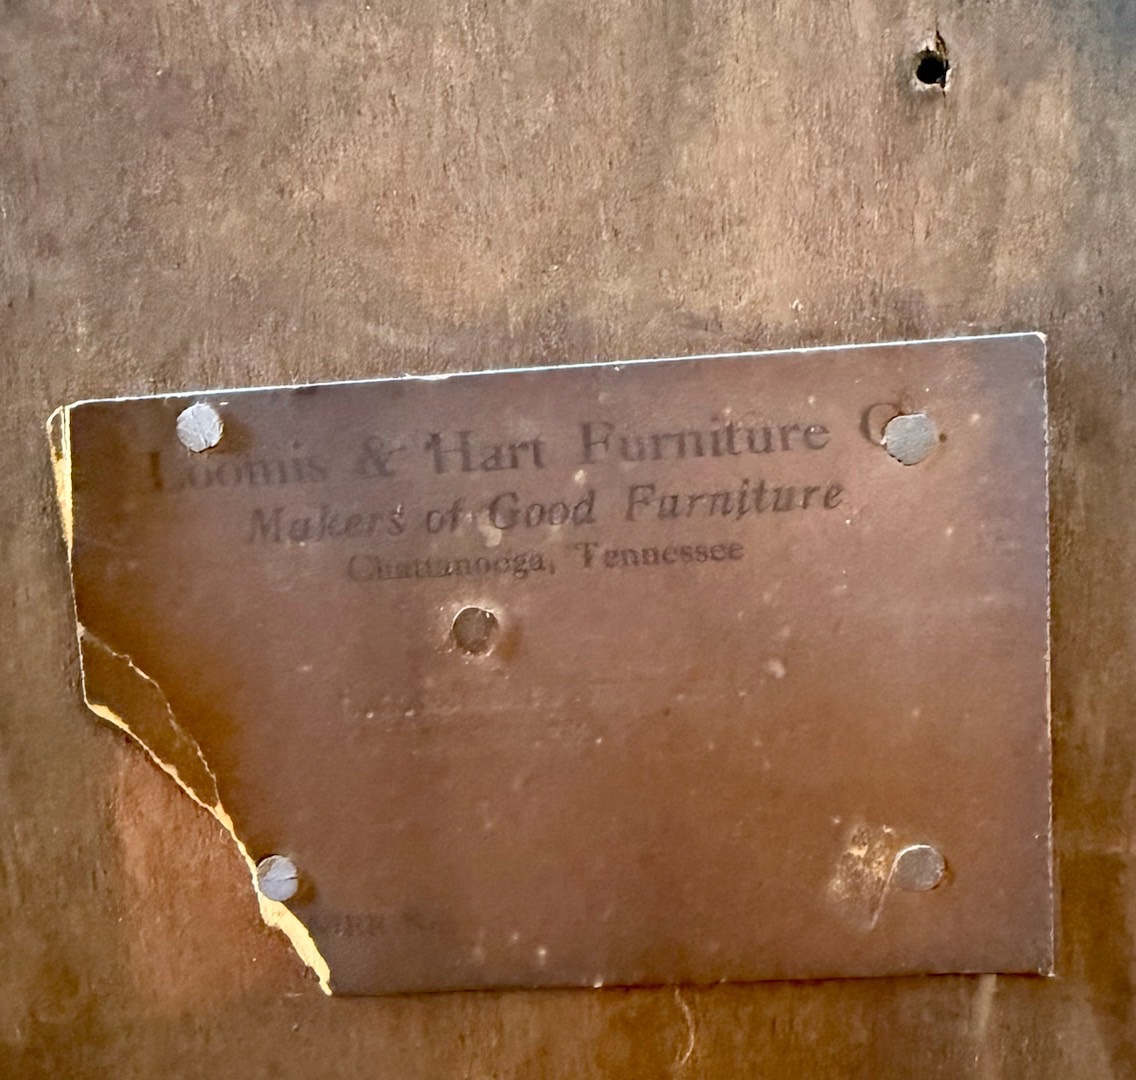 Loomis & Hart Furniture Co.
Makers of Good Furniture
Chattanooga, Tennessee